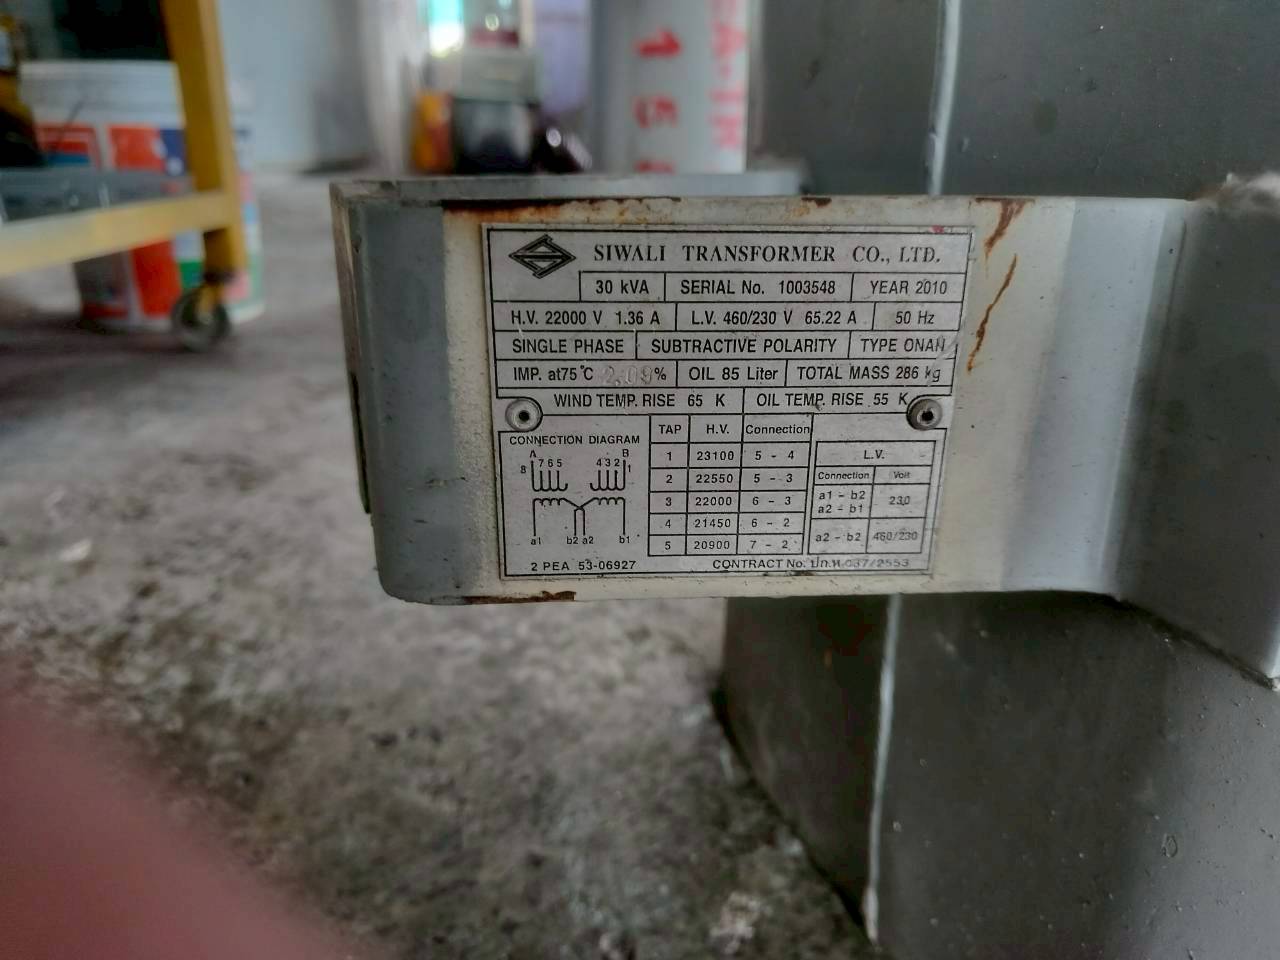 SIWALI TRANSFORMER CO., LTD.
30 kVA SERIAL No. 1003548 YEAR 2010
H.V. 22000 V 1.36 A L.V. 460/230 V 65.22 A 50 Hz
SINGLE PHASE SUBTRACTIVE POLARITY TYPE ONAN
IMP. at75°C 2.09% OIL 85 Liter TOTAL MASS 286 kg
WIND TEMP. RISE 65 K OIL TEMP. RISE 55 K
CONNECTION DIAGRAM
A B
8 7 6 5 4 3 2 1
a1 b2 a2 b1
2 PEA 53-06927
TAP H.V. Connection
1 23100 5 - 4
2 22550 5 - 3
3 22000 6 - 3
4 21450 6 - 2
5 20900 7 - 2
L.V.
Connection Volt
a1 - b2
a2 - b1 230
a2 - b2 460/230
CONTRACT No. 037/2553